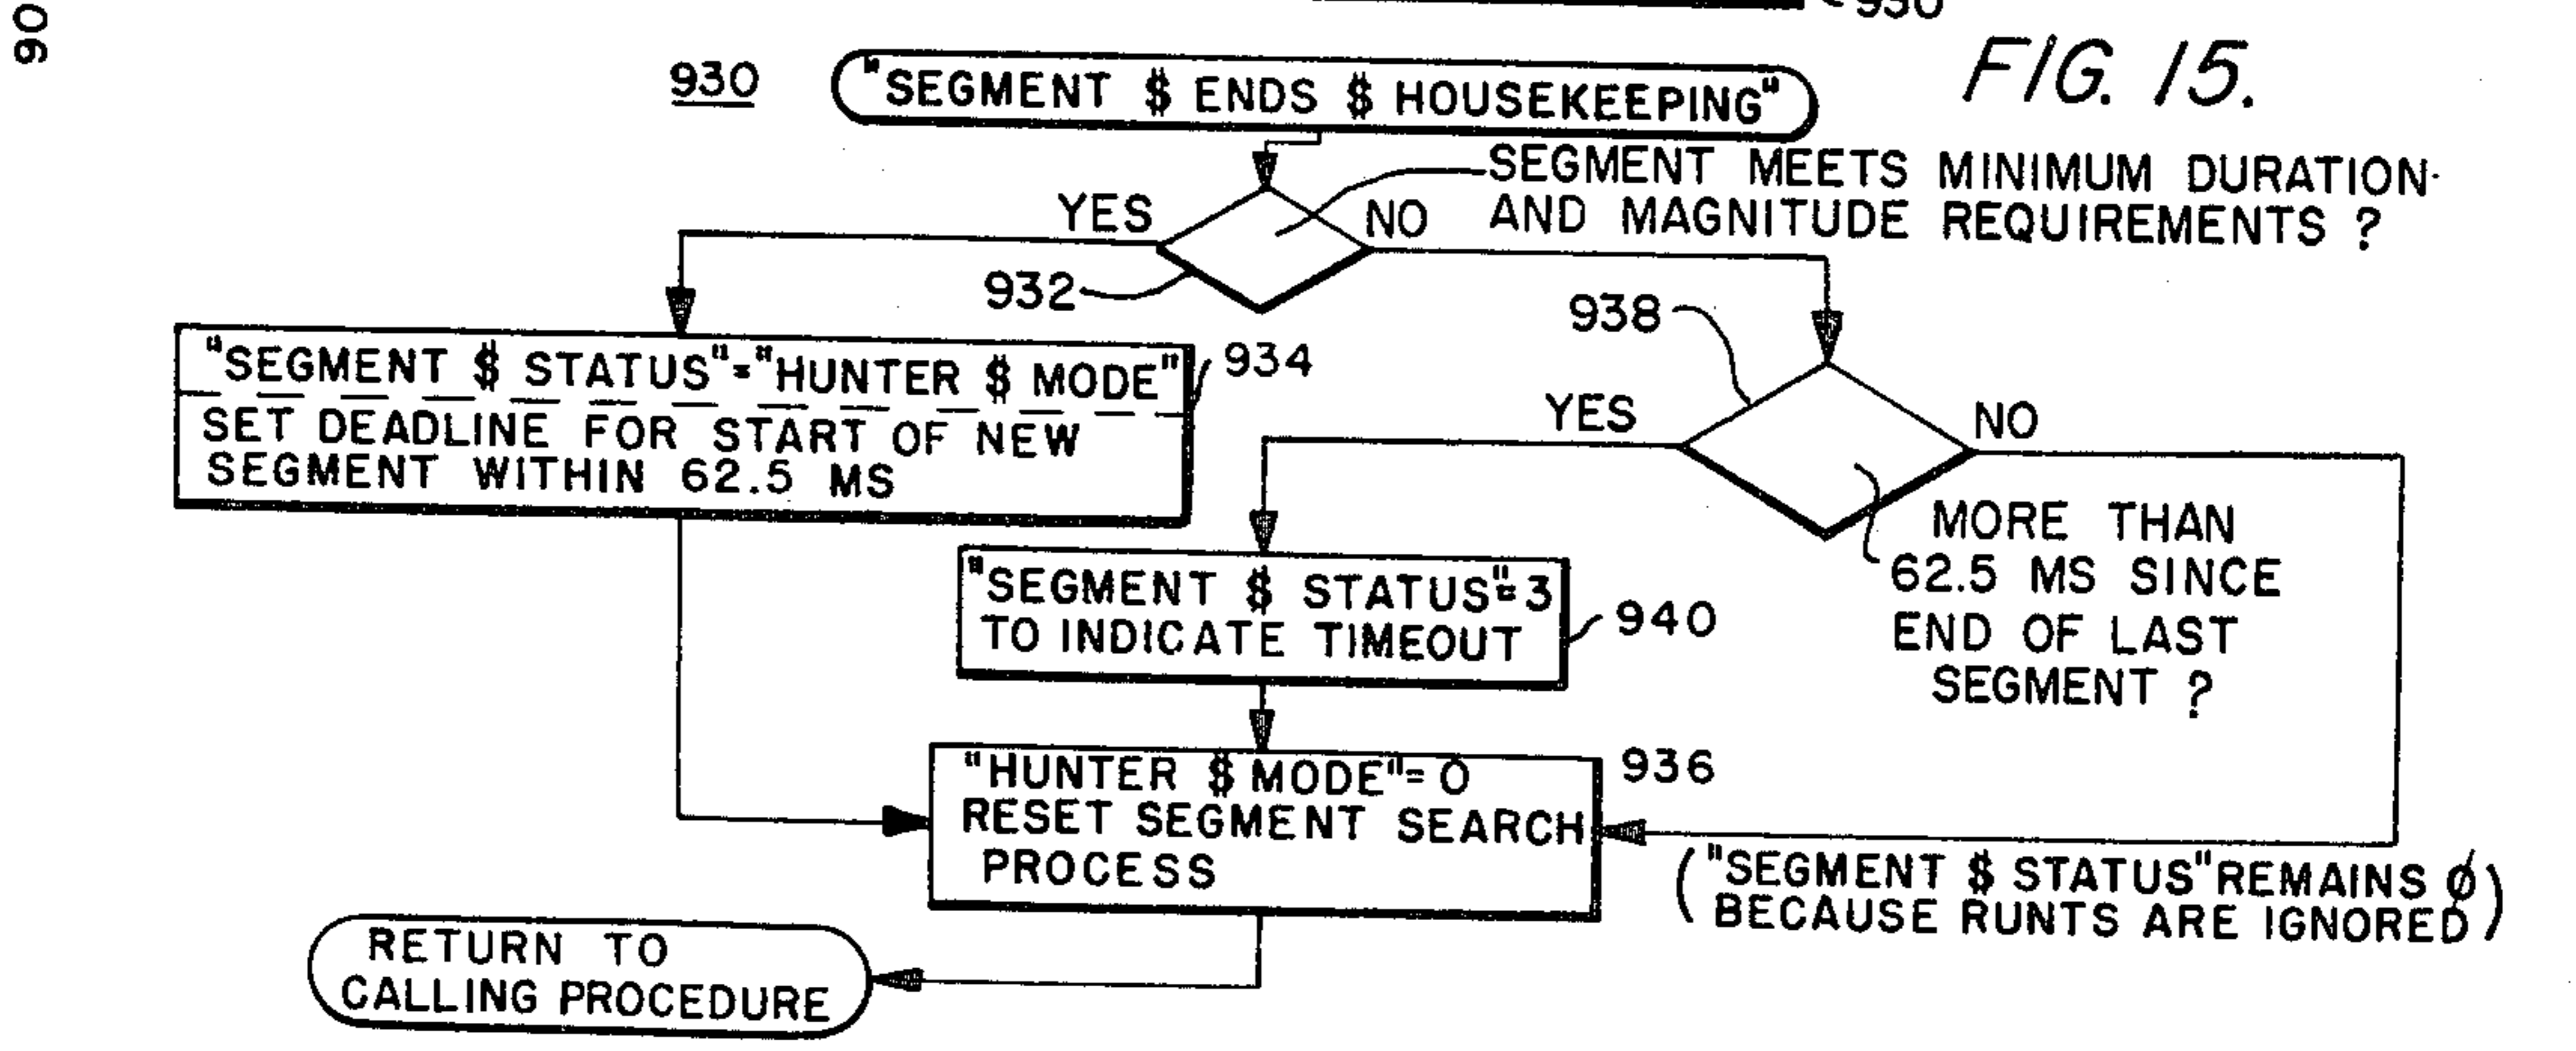 930
90
FIG. 15.
930
"SEGMENT $ ENDS $ HOUSEKEEPING"
SEGMENT MEETS MINIMUM DURATION
AND MAGNITUDE REQUIREMENTS ?
YES
NO
932
938
"SEGMENT $ STATUS"="HUNTER $ MODE"
SET DEADLINE FOR START OF NEW
SEGMENT WITHIN 62.5 MS
934
YES
NO
MORE THAN
62.5 MS SINCE
END OF LAST
SEGMENT ?
"SEGMENT $ STATUS"=3
TO INDICATE TIMEOUT
940
"HUNTER $ MODE"= 0
RESET SEGMENT SEARCH
PROCESS
936
("SEGMENT $ STATUS" REMAINS ϕ
BECAUSE RUNTS ARE IGNORED)
RETURN TO
CALLING PROCEDURE